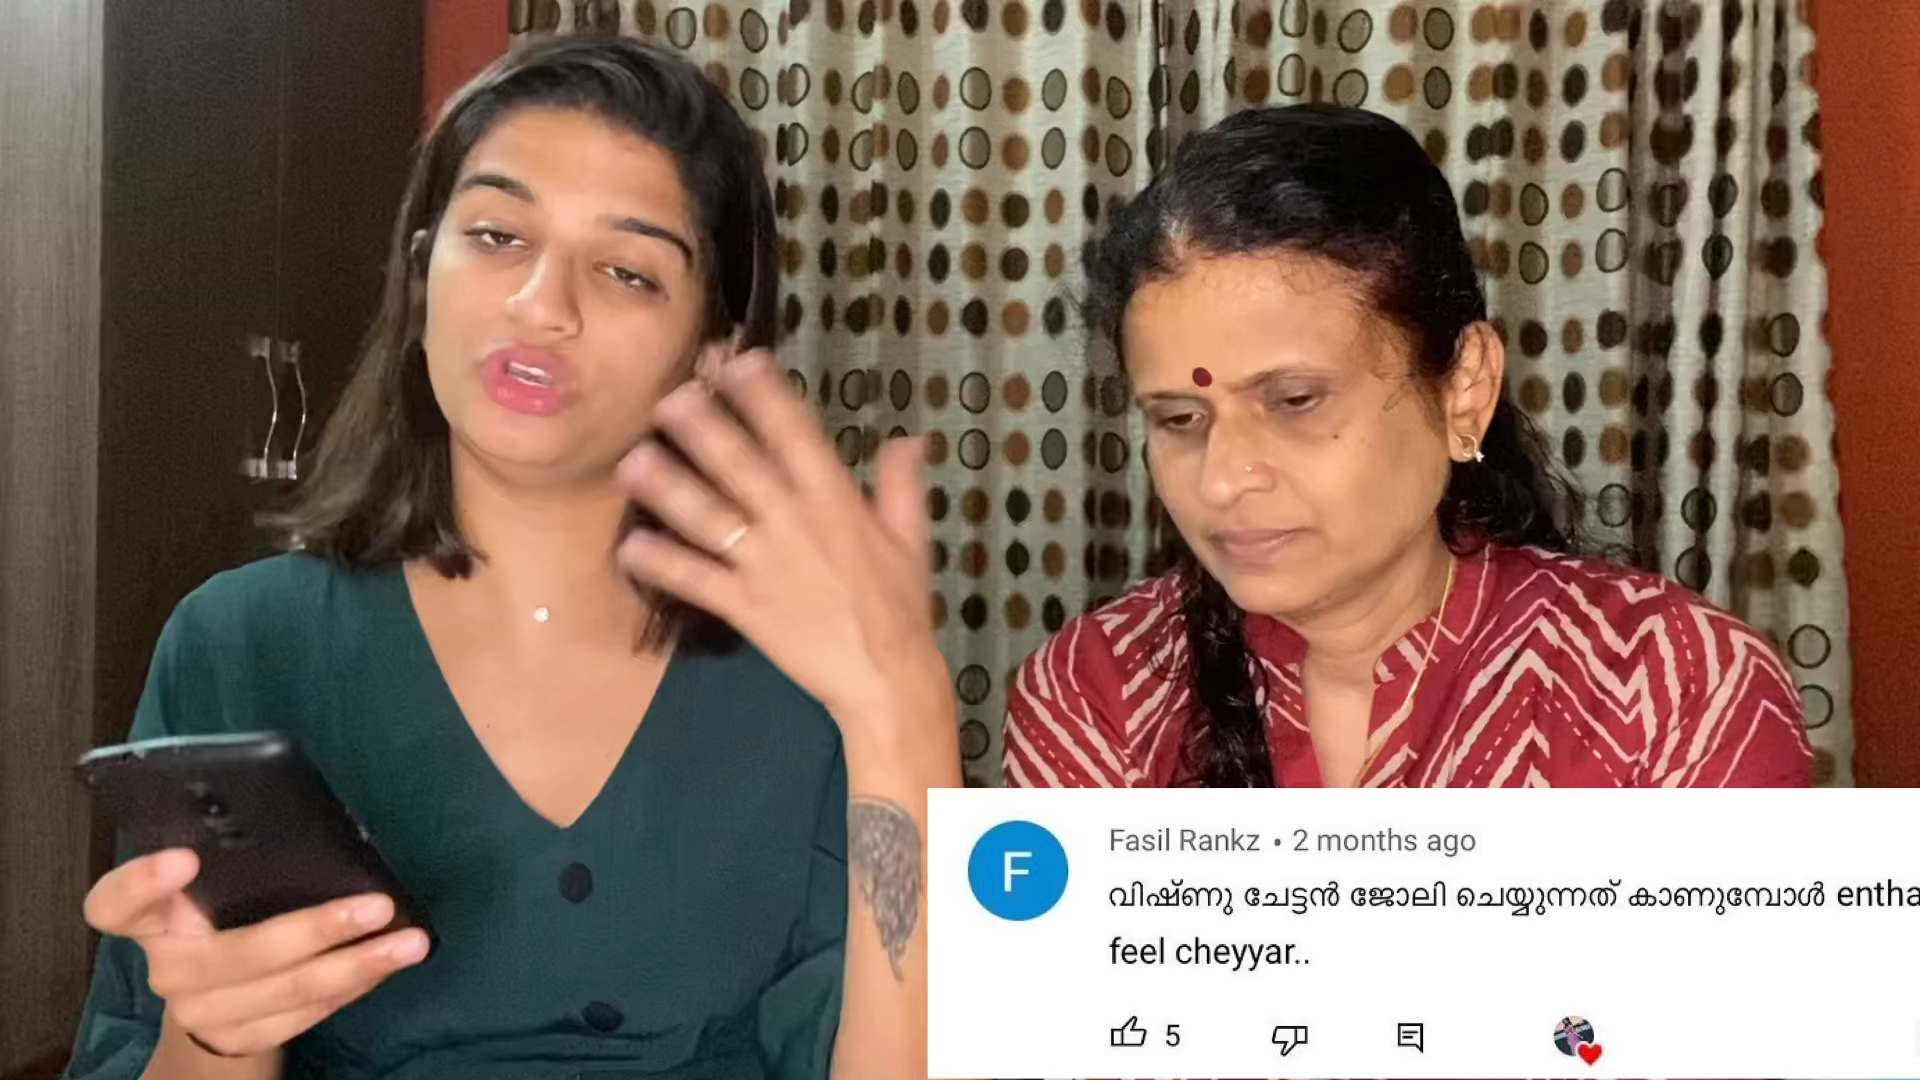 F
Fasil Rankz • 2 months ago
വിഷ്ണു ചേട്ടൻ ജോലി ചെയ്യുന്നത് കാണുമ്പോൾ entha
feel cheyyar..
5